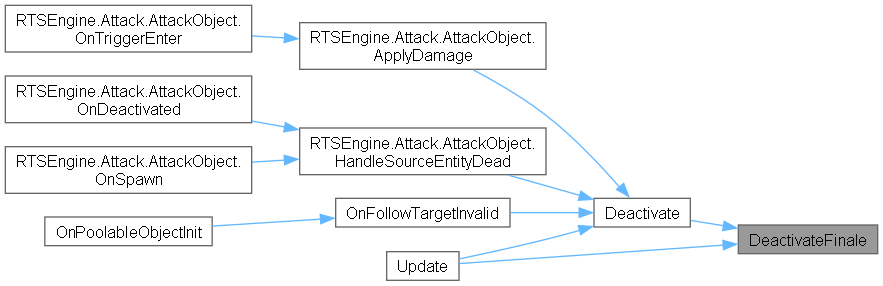 RTSEngine.Attack.AttackObject.
OnTriggerEnter
RTSEngine.Attack.AttackObject.
ApplyDamage
RTSEngine.Attack.AttackObject.
OnDeactivated
RTSEngine.Attack.AttackObject.
HandleSourceEntityDead
RTSEngine.Attack.AttackObject.
OnSpawn
OnFollowTargetInvalid
Deactivate
OnPoolableObjectInit
DeactivateFinale
Update